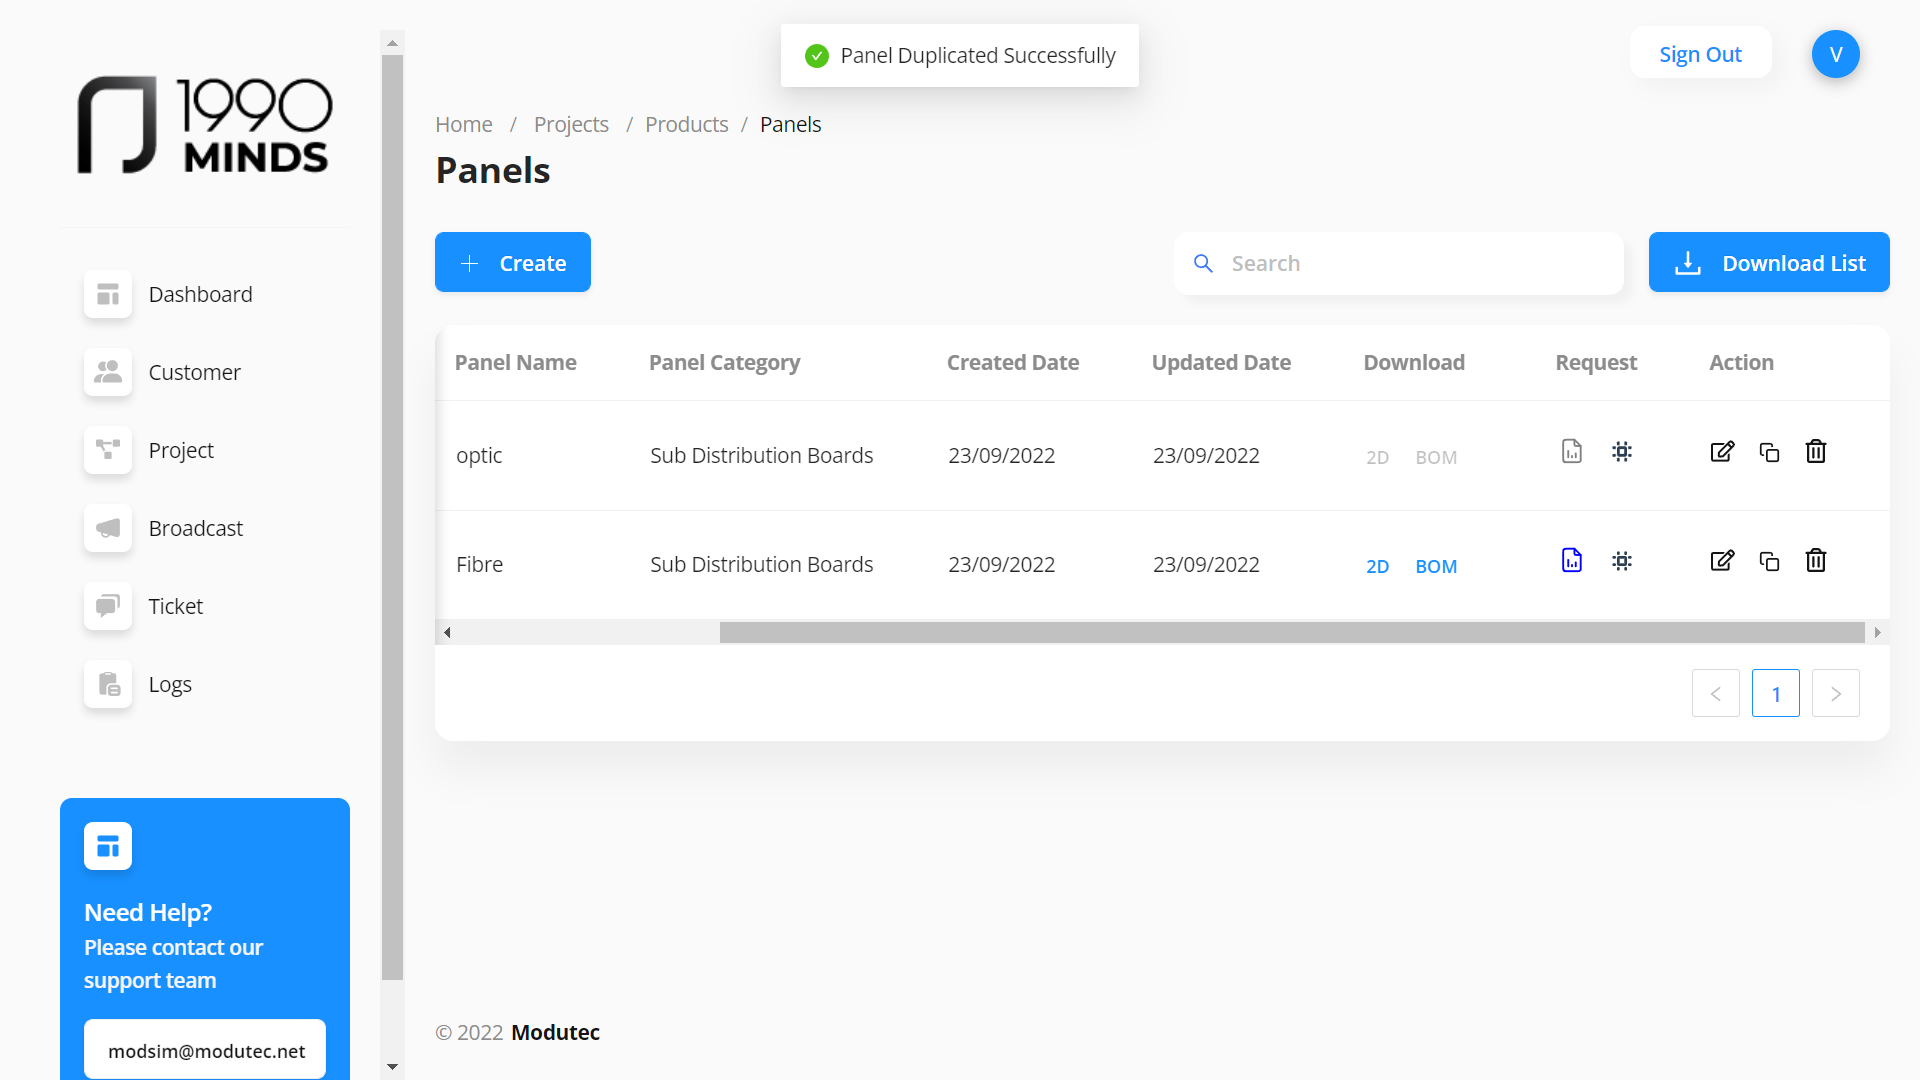 1990
MINDS
Panel Duplicated Successfully
Sign Out
V
Home / Projects / Products / Panels
Panels
Create
Search
Download List
Dashboard
Customer
Project
Broadcast
Ticket
Logs
Panel Name Panel Category Created Date Updated Date Download Request Action
optic Sub Distribution Boards 23/09/2022 23/09/2022 2D BOM
Fibre Sub Distribution Boards 23/09/2022 23/09/2022 2D BOM
< 1 >
Need Help?
Please contact our
support team
modsim@modutec.net
© 2022 Modutec